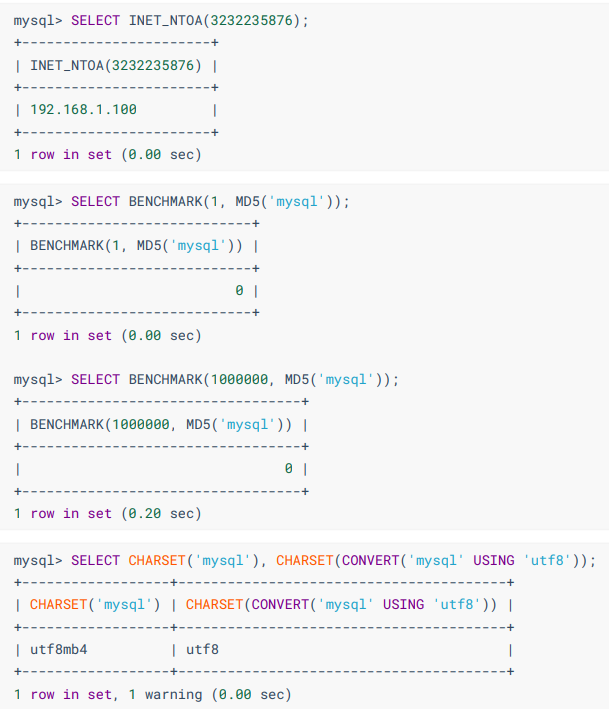 mysql> SELECT INET_NTOA(3232235876);
+-----------------------+
| INET_NTOA(3232235876) |
+-----------------------+
| 192.168.1.100         |
+-----------------------+
1 row in set (0.00 sec)
mysql> SELECT BENCHMARK(1, MD5('mysql'));
+----------------------------+
| BENCHMARK(1, MD5('mysql')) |
+----------------------------+
|                          0 |
+----------------------------+
1 row in set (0.00 sec)

mysql> SELECT BENCHMARK(1000000, MD5('mysql'));
+----------------------------------+
| BENCHMARK(1000000, MD5('mysql')) |
+----------------------------------+
|                                0 |
+----------------------------------+
1 row in set (0.20 sec)
mysql> SELECT CHARSET('mysql'), CHARSET(CONVERT('mysql' USING 'utf8'));
+------------------+----------------------------------------+
| CHARSET('mysql') | CHARSET(CONVERT('mysql' USING 'utf8')) |
+------------------+----------------------------------------+
| utf8mb4          | utf8                                   |
+------------------+----------------------------------------+
1 row in set, 1 warning (0.00 sec)